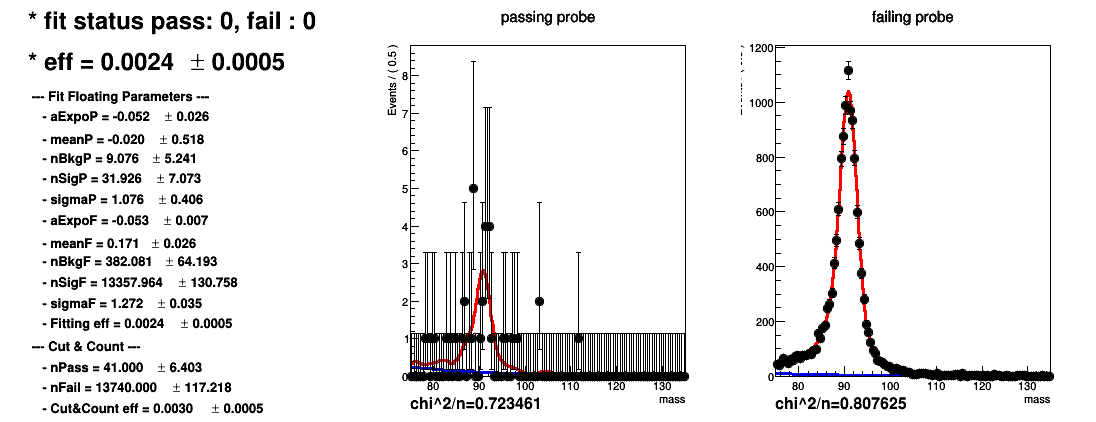 * fit status pass: 0, fail : 0
* eff = 0.0024 ± 0.0005
--- Fit Floating Parameters ---
- aExpoP = -0.052 ± 0.026
- meanP = -0.020 ± 0.518
- nBkgP = 9.076 ± 5.241
- nSigP = 31.926 ± 7.073
- sigmaP = 1.076 ± 0.406
- aExpoF = -0.053 ± 0.007
- meanF = 0.171 ± 0.026
- nBkgF = 382.081 ± 64.193
- nSigF = 13357.964 ± 130.758
- sigmaF = 1.272 ± 0.035
- Fitting eff = 0.0024 ± 0.0005
--- Cut & Count ---
- nPass = 41.000 ± 6.403
- nFail = 13740.000 ± 117.218
- Cut&Count eff = 0.0030 ± 0.0005
passing probe
Events / ( 0.5 )
8
7
6
5
4
3
2
1
0
80 90 100 110 120 130
mass
chi^2/n=0.723461
failing probe
1200
1000
800
600
400
200
0
80 90 100 110 120 130
mass
chi^2/n=0.807625